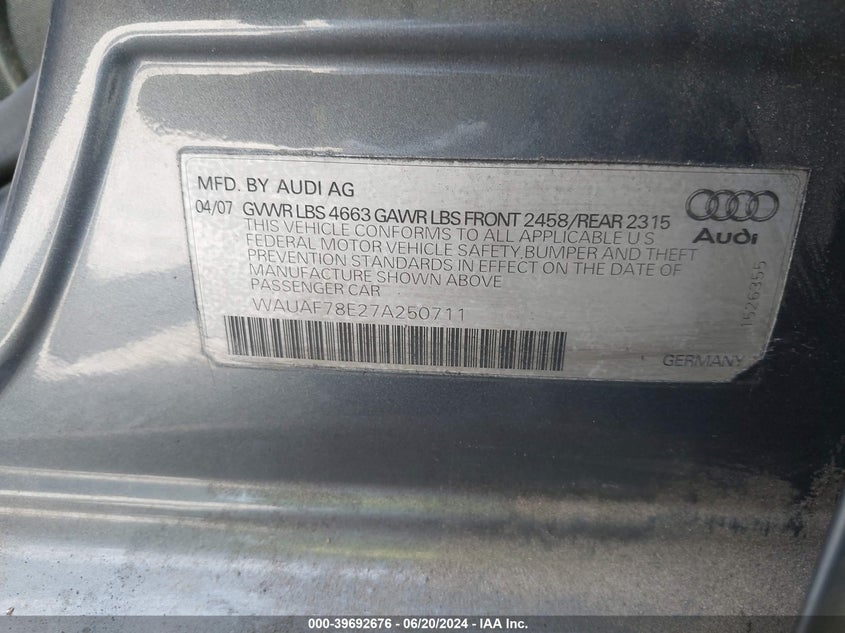 MFD. BY AUDI AG
04/07 GVWR LBS 4663 GAWR LBS FRONT 2458/REAR 2315
THIS VEHICLE CONFORMS TO ALL APPLICABLE U S
FEDERAL MOTOR VEHICLE SAFETY,BUMPER AND THEFT
PREVENTION STANDARDS IN EFFECT ON THE DATE OF
MANUFACTURE SHOWN ABOVE
PASSENGER CAR
WAUAF78E27A250711
Audi
1526355
GERMANY
000-39692676 / 06/20/2024 / IAA Inc.